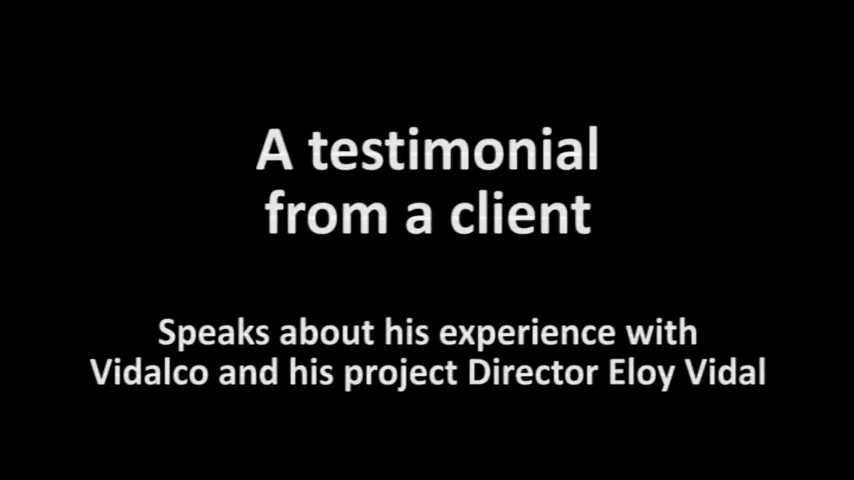 A testimonial
from a client
Speaks about his experience with
Vidalco and his project Director Eloy Vidal